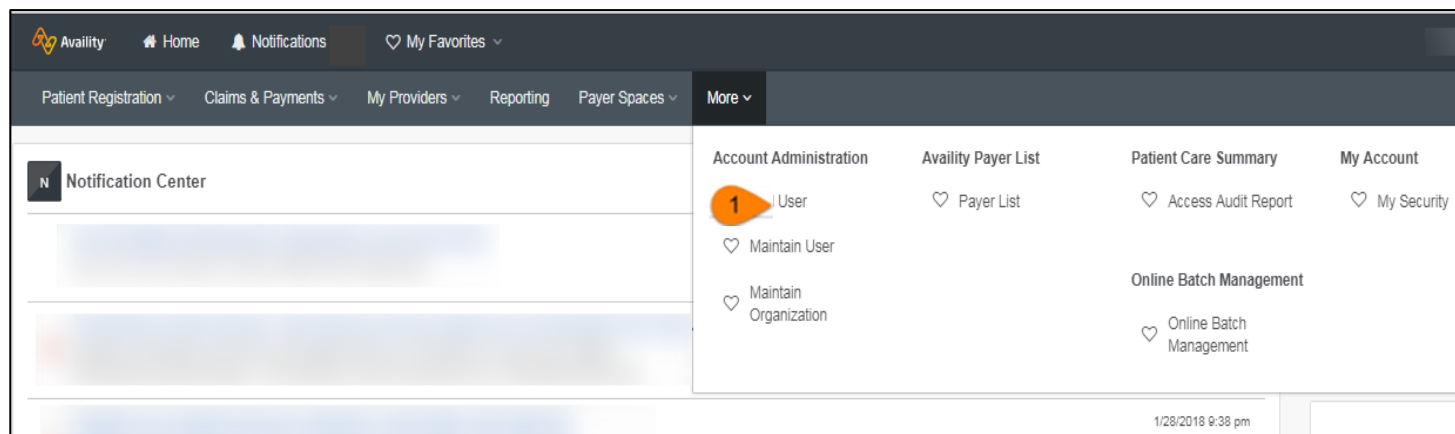 Availity Home Notifications My Favorites
Patient Registration Claims & Payments My Providers Reporting Payer Spaces More
N Notification Center
Account Administration Availity Payer List Patient Care Summary My Account
1 User Payer List Access Audit Report My Security
Maintain User
Maintain
Organization
Online Batch Management
Online Batch
Management
1/28/2018 9:38 pm